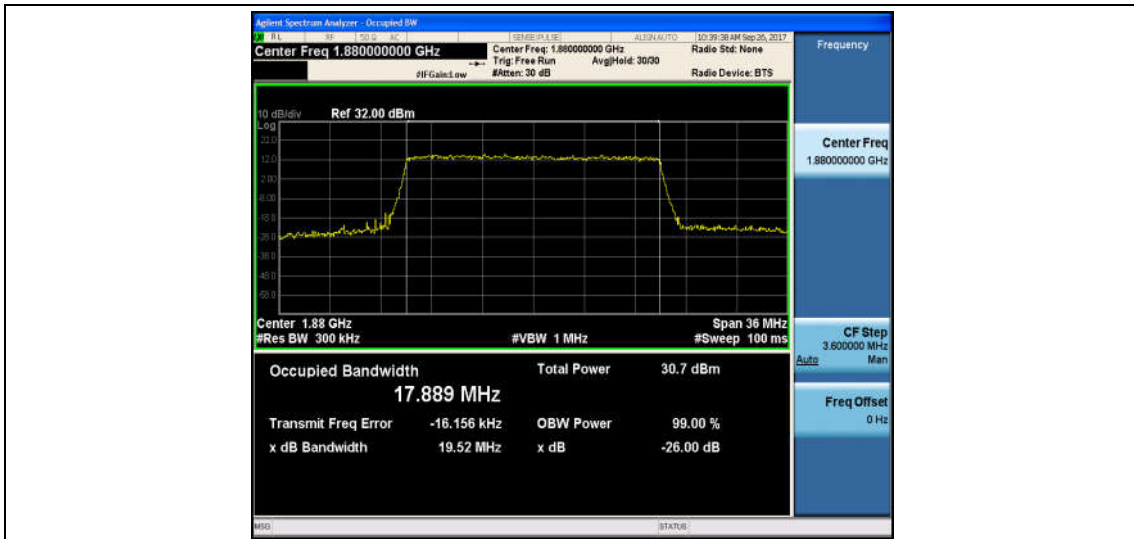 Agilent Spectrum Analyzer - Occupied BW
RL RF 50 Ω AC SENSE:PULSE ALIGN AUTO 10:39:38 AM Sep 26, 2017
Center Freq 1.880000000 GHz
Center Freq: 1.880000000 GHz
Radio Std: None
Trig: Free Run Avg|Hold: 30/30
#IFGain:Low
#Atten: 30 dB
Radio Device: BTS
10 dB/div Ref 32.00 dBm
Log
22.0
12.0
2.00
-8.00
-18.0
-28.0
-38.0
-48.0
-58.0
Center 1.88 GHz
Span 36 MHz
#Res BW 300 kHz
#VBW 1 MHz
#Sweep 100 ms
Occupied Bandwidth
Total Power 30.7 dBm
17.889 MHz
Transmit Freq Error -16.156 kHz
OBW Power 99.00 %
x dB Bandwidth 19.52 MHz
x dB -26.00 dB
MSG
STATUS
Frequency
Center Freq
1.880000000 GHz
CF Step
3.600000 MHz
Auto Man
Freq Offset
0 Hz